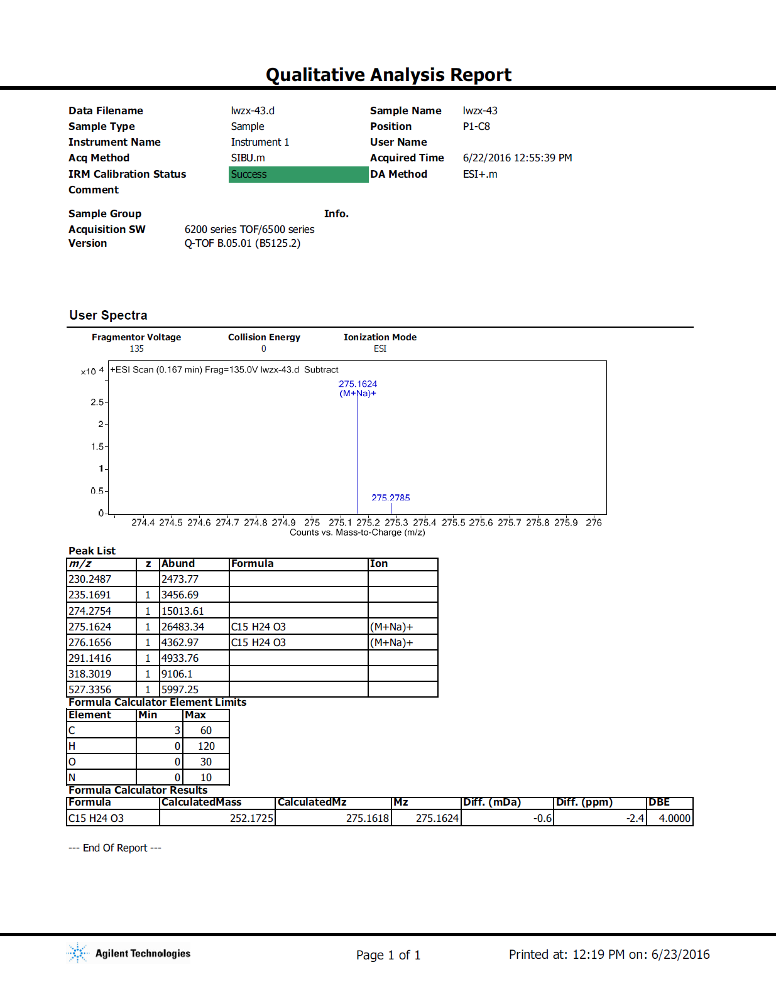 Qualitative Analysis Report
Data Filename lwzx-43.d Sample Name lwzx-43
Sample Type Sample Position P1-C8
Instrument Name Instrument 1 User Name
Acq Method SIBU.m Acquired Time 6/22/2016 12:55:39 PM
IRM Calibration Status Success DA Method ESI+.m
Comment
Sample Group Info.
Acquisition SW 6200 series TOF/6500 series
Version Q-TOF B.05.01 (B5125.2)
User Spectra
Fragmentor Voltage Collision Energy Ionization Mode
135 0 ESI
x10 4 +ESI Scan (0.167 min) Frag=135.0V lwzx-43.d Subtract
275.1624
(M+Na)+
2.5
2
1.5
1
275.2785
0.5
0
274.4 274.5 274.6 274.7 274.8 274.9 275 275.1 275.2 275.3 275.4 275.5 275.6 275.7 275.8 275.9 276
Counts vs. Mass-to-Charge (m/z)
Peak List
m/z z Abund Formula Ion
230.2487 2473.77
235.1691 1 3456.69
274.2754 1 15013.61
275.1624 1 26483.34 C15 H24 O3 (M+Na)+
276.1656 1 4362.97 C15 H24 O3 (M+Na)+
291.1416 1 4933.76
318.3019 1 9106.1
527.3356 1 5997.25
Formula Calculator Element Limits
Element Min Max
C 3 60
H 0 120
O 0 30
N 0 10
Formula Calculator Results
Formula CalculatedMass CalculatedMz Mz Diff. (mDa) Diff. (ppm) DBE
C15 H24 O3 252.1725 275.1618 275.1624 -0.6 -2.4 4.0000
--- End Of Report ---
Agilent Technologies Page 1 of 1 Printed at: 12:19 PM on: 6/23/2016